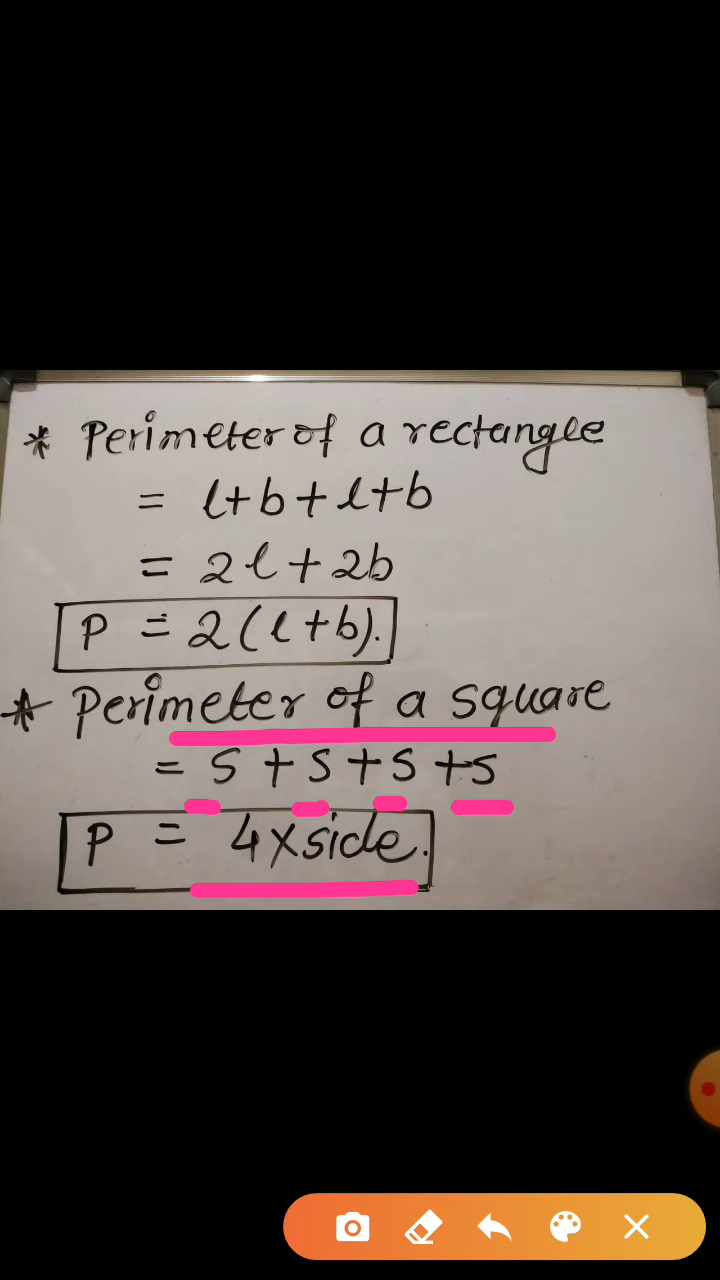 * Perimeter of a rectangle
= l+b+l+b
= 2l+2b
P = 2(l+b).
* Perimeter of a square
= S+S+S+S
P = 4×side.